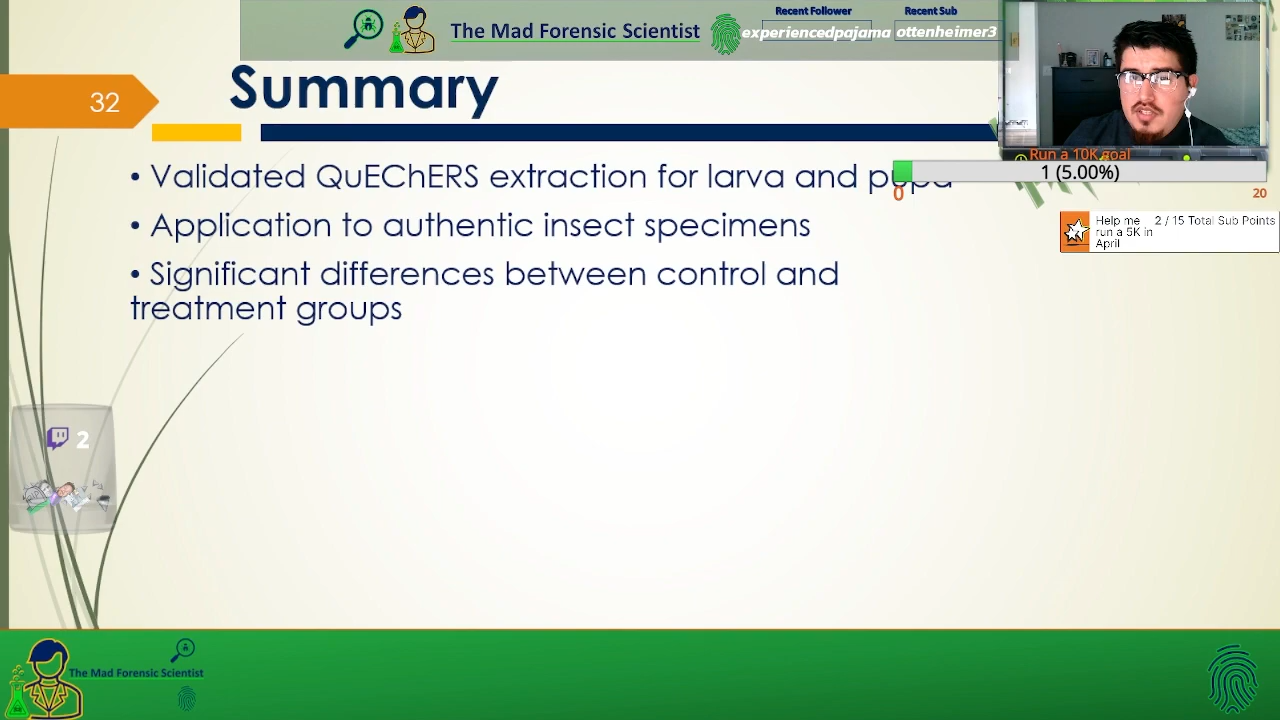 The Mad Forensic Scientist
Recent Follower
experiencedpajama
Recent Sub
ottenheimer3
32
Summary
• Validated QuEChERS extraction for larva and pupa
• Application to authentic insect specimens
• Significant differences between control and
treatment groups
Run a 10K goal
1 (5.00%)
0
20
Help me
run a 5K in
April
2 / 15 Total Sub Points
2
The Mad Forensic Scientist